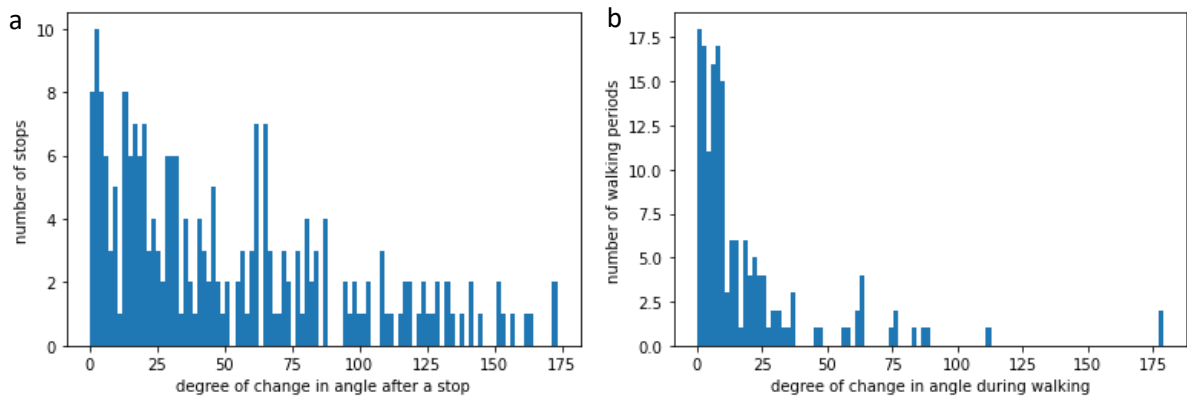 a
10
8
6
4
2
0
number of stops
0 25 50 75 100 125 150 175
degree of change in angle after a stop
b
17.5
15.0
12.5
10.0
7.5
5.0
2.5
0.0
number of walking periods
0 25 50 75 100 125 150 175
degree of change in angle during walking